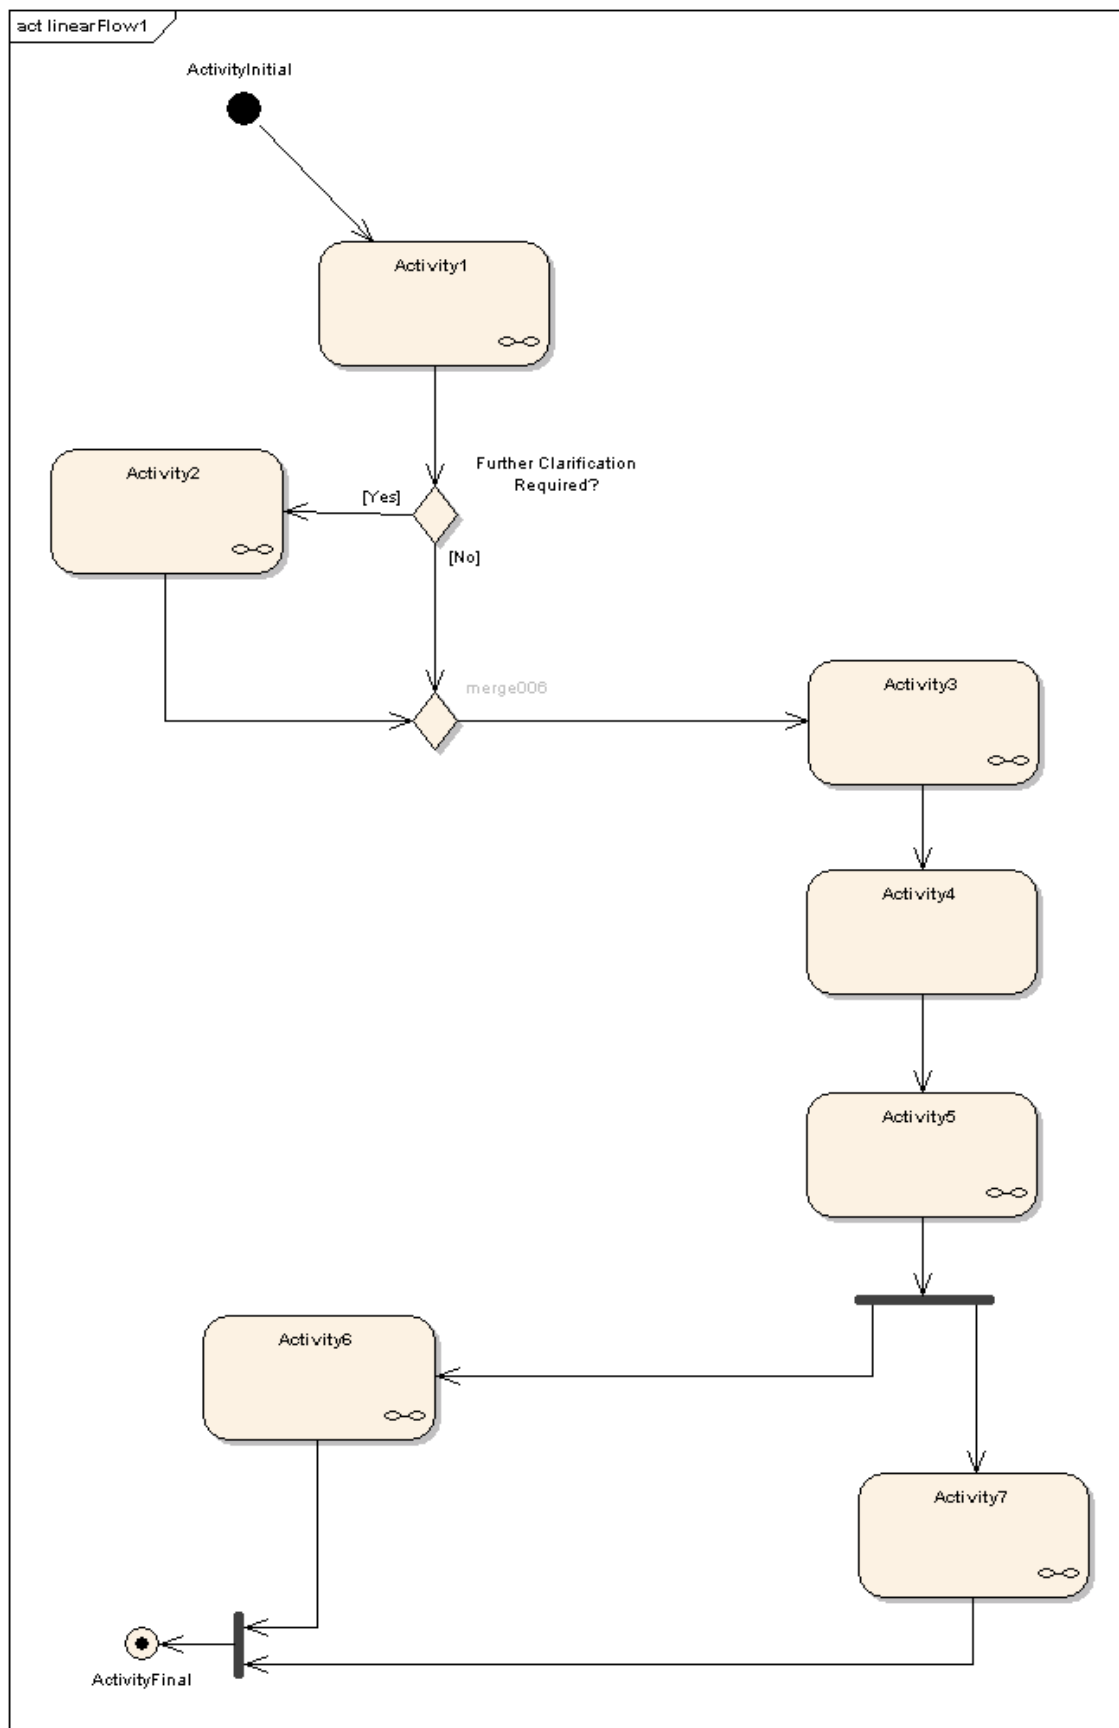 act linearFlow1
ActivityInitial
Activity1
Further Clarification
Required?
Activity2
[Yes]
[No]
merge006
Activity3
Activity4
Activity5
Activity6
Activity7
ActivityFinal